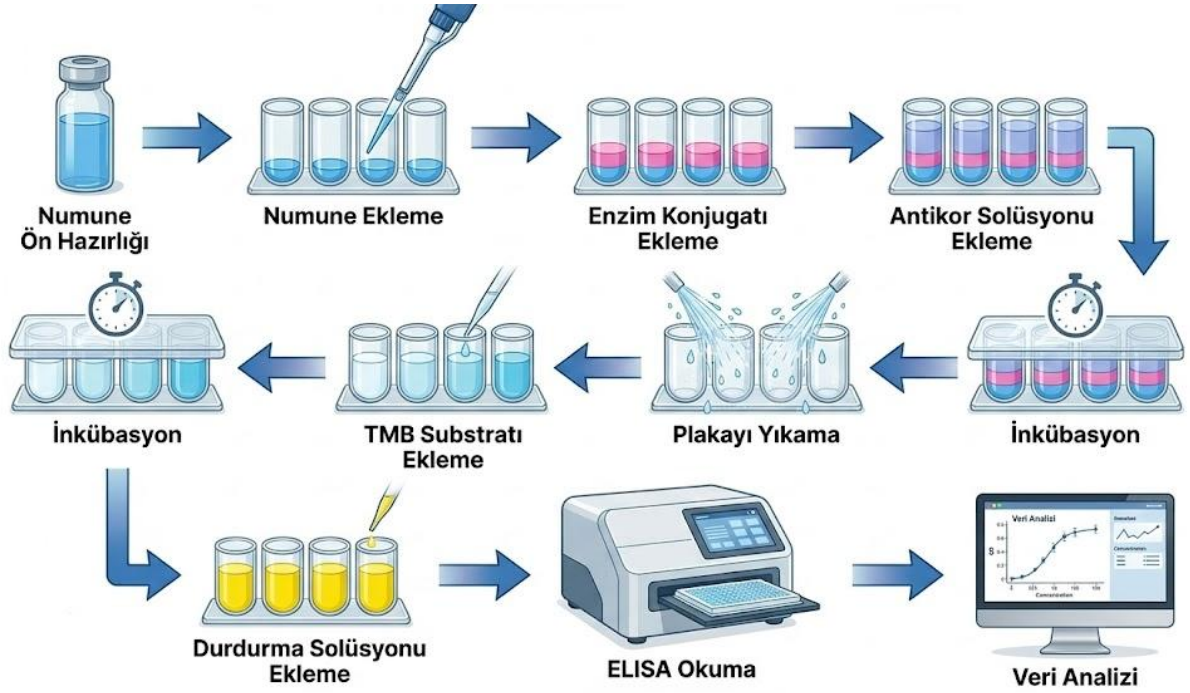 Numune
Ön Hazırlığı
Numune Ekleme
Enzim Konjugatı
Ekleme
Antikor Solüsyonu
Ekleme
İnkübasyon
Plakayı Yıkama
TMB Substratı
Ekleme
İnkübasyon
Durdurma Solüsyonu
Ekleme
ELISA Okuma
Veri Analizi
Concentration
Veri Analizi